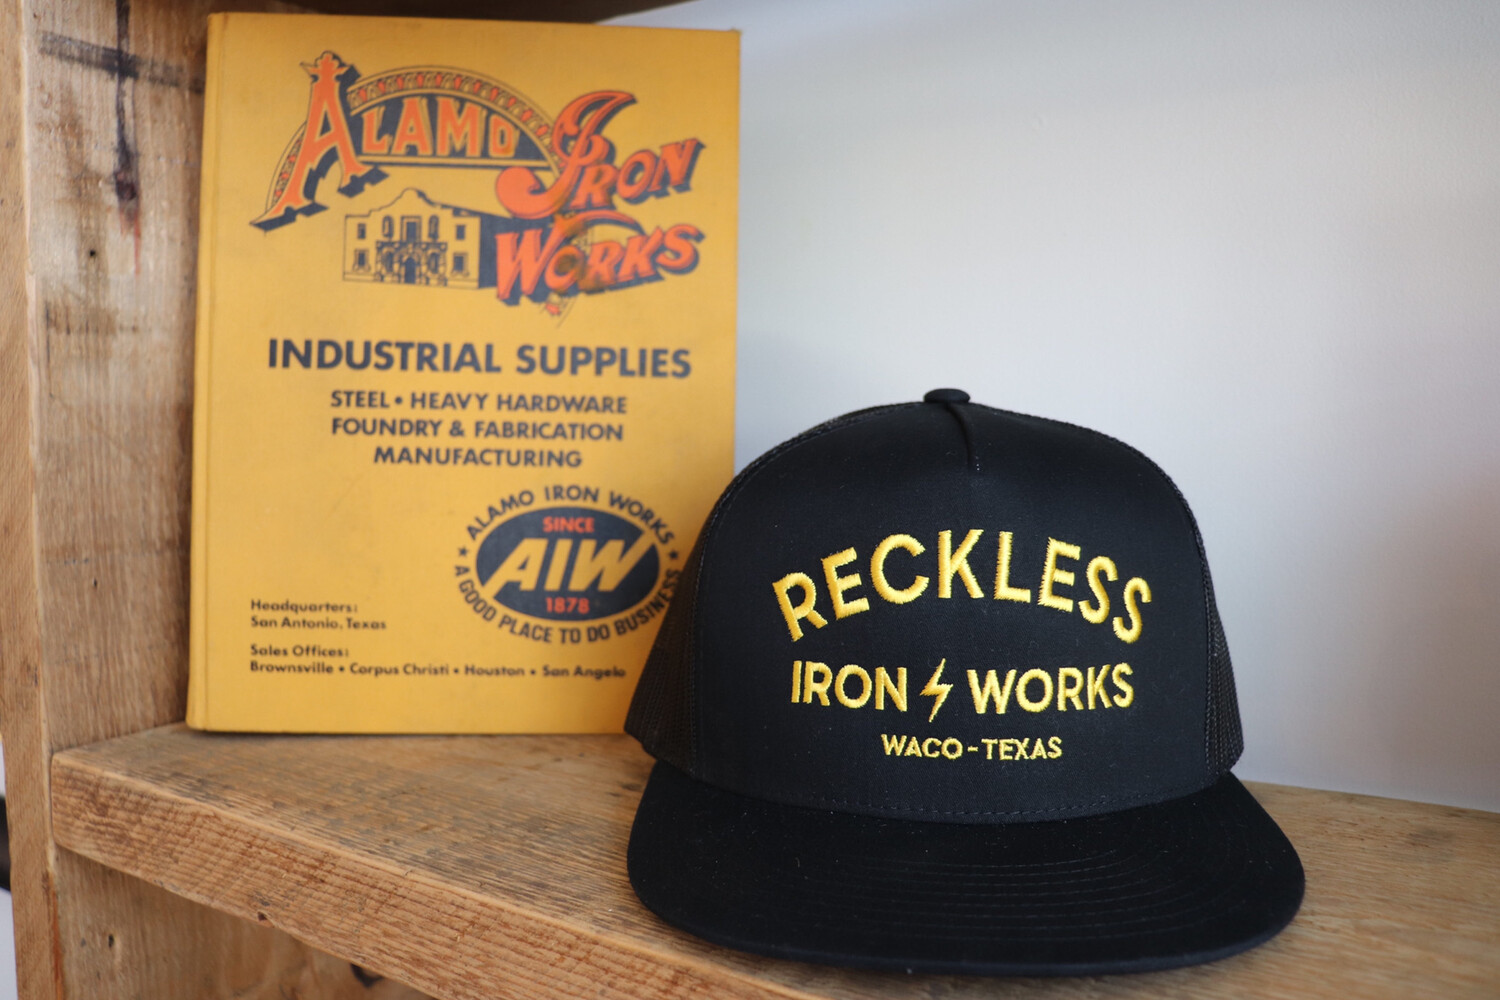 ALAMO IRON
WORKS
INDUSTRIAL SUPPLIES
STEEL • HEAVY HARDWARE
FOUNDRY & FABRICATION
MANUFACTURING
★ ALAMO IRON WORKS ★
SINCE
AIW
1878
A GOOD PLACE TO DO BUSINESS
Headquarters:
San Antonio, Texas
Sales Offices:
Brownsville • Corpus Christi • Houston • San Angelo
RECKLESS
IRON WORKS
WACO-TEXAS